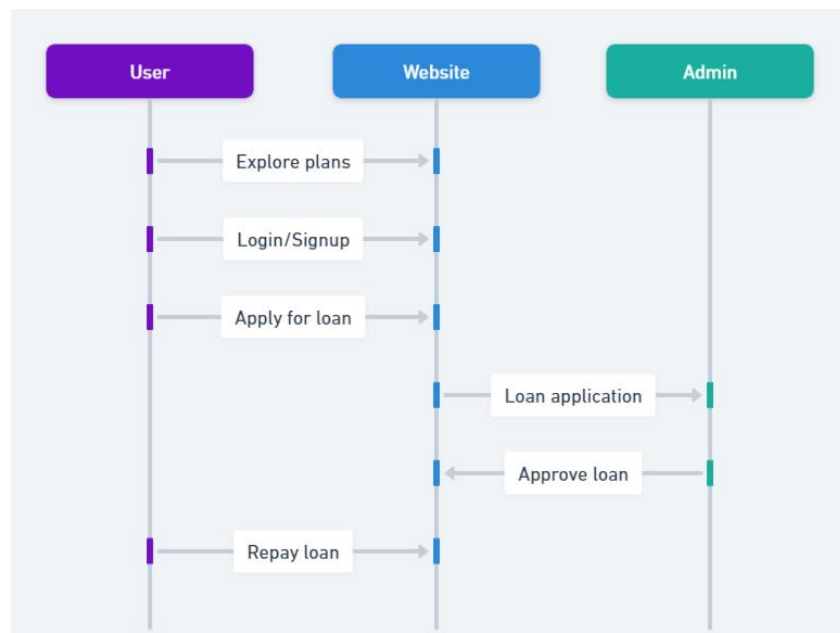 User
Website
Admin
Explore plans
Login/Signup
Apply for loan
Loan application
Approve loan
Repay loan